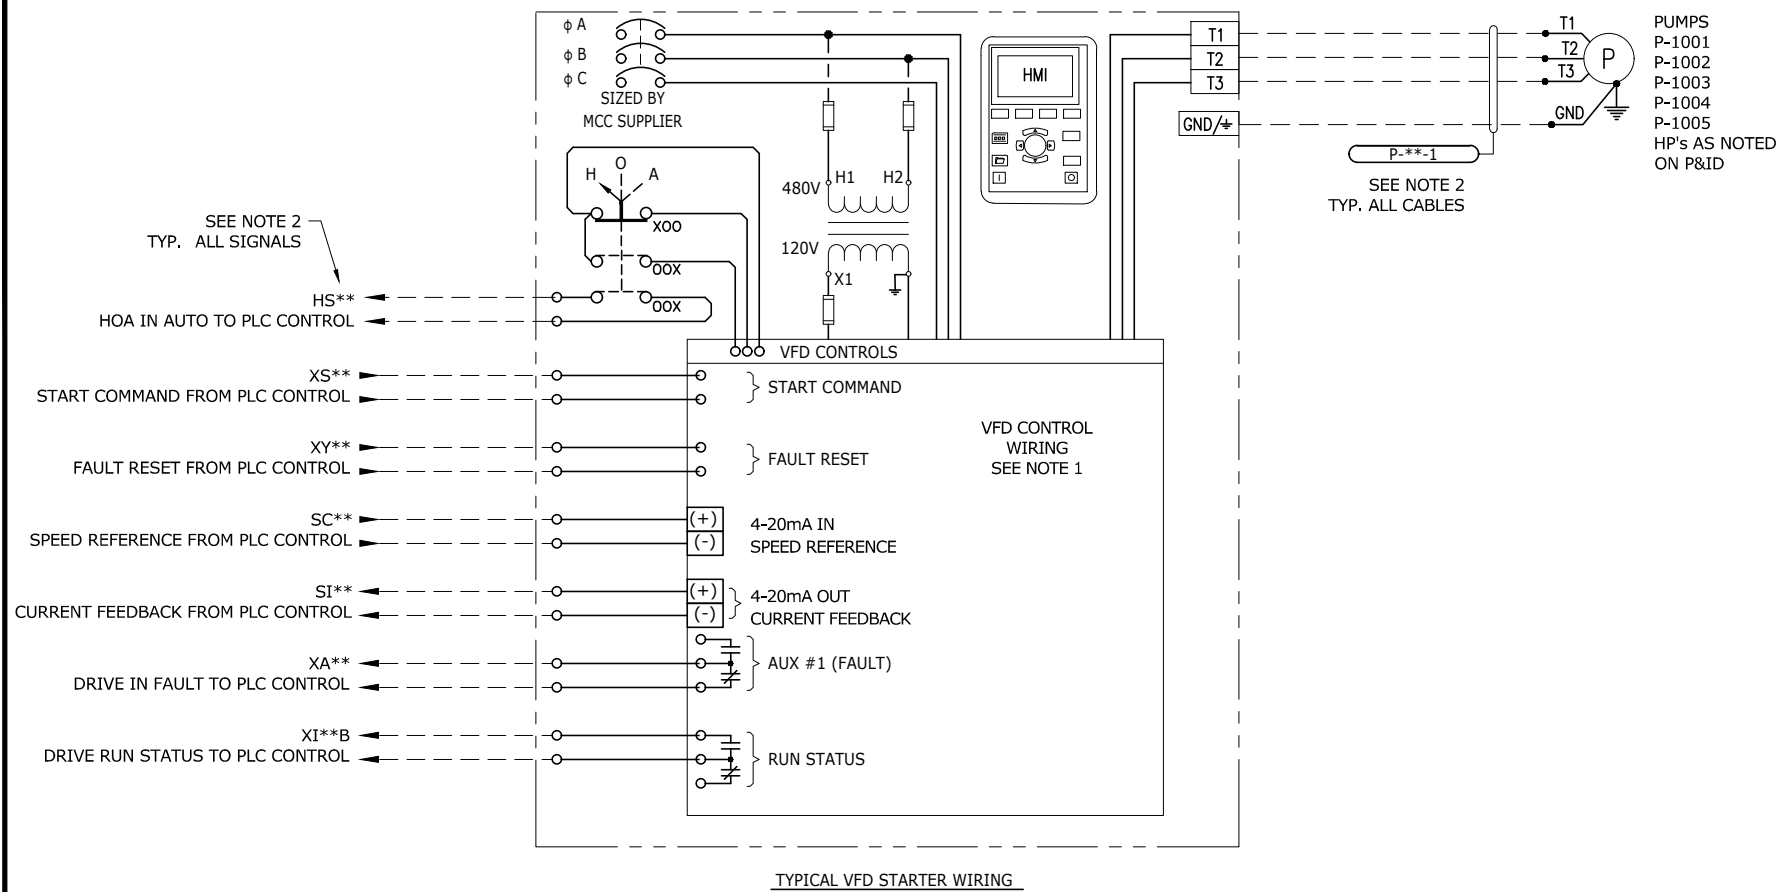 ϕ A
ϕ B
ϕ C
SIZED BY
MCC SUPPLIER
H
O
A
XOO
OOX
OOX
480V
H1
H2
120V
X1
HMI
T1
T2
T3
GND/⏚
T1
T2
T3
GND
P
PUMPS
P-1001
P-1002
P-1003
P-1004
P-1005
HP's AS NOTED
ON P&ID
P-**-1
SEE NOTE 2
TYP. ALL CABLES
SEE NOTE 2
TYP. ALL SIGNALS
HS**
HOA IN AUTO TO PLC CONTROL
XS**
START COMMAND FROM PLC CONTROL
XY**
FAULT RESET FROM PLC CONTROL
SC**
SPEED REFERENCE FROM PLC CONTROL
SI**
CURRENT FEEDBACK FROM PLC CONTROL
XA**
DRIVE IN FAULT TO PLC CONTROL
XI**B
DRIVE RUN STATUS TO PLC CONTROL
VFD CONTROLS
START COMMAND
FAULT RESET
(+)
(-)
4-20mA IN
SPEED REFERENCE
(+)
(-)
4-20mA OUT
CURRENT FEEDBACK
AUX #1 (FAULT)
RUN STATUS
VFD CONTROL
WIRING
SEE NOTE 1
TYPICAL VFD STARTER WIRING